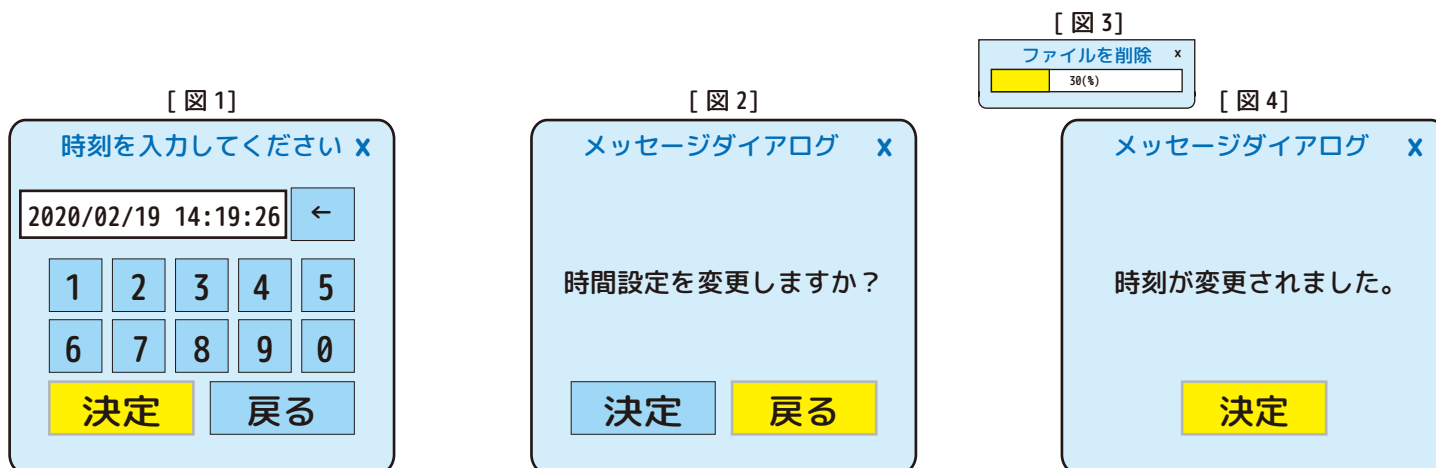 [図3]
ファイルを削除 x
30(%)
[図1]
時刻を入力してください x
2020/02/19 14:19:26 ←
1 2 3 4 5
6 7 8 9 0
決定 戻る
[図2]
メッセージダイアログ x
時間設定を変更しますか？
決定 戻る
[図4]
メッセージダイアログ x
時刻が変更されました。
決定